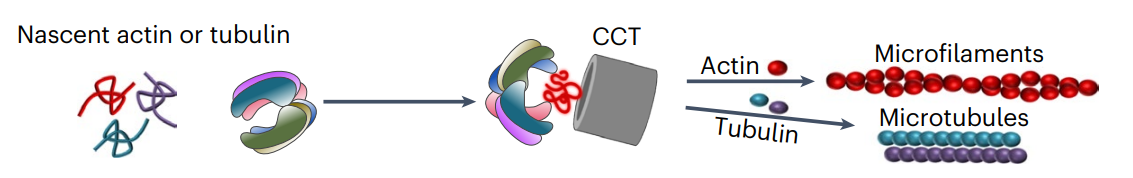 Nascent actin or tubulin
CCT
Actin
Microfilaments
Tubulin
Microtubules